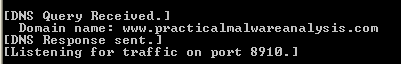 [DNS Query Received.]
  Domain name: www.practicalmalwareanalysis.com
[DNS Response sent.]
[Listening for traffic on port 8910.]